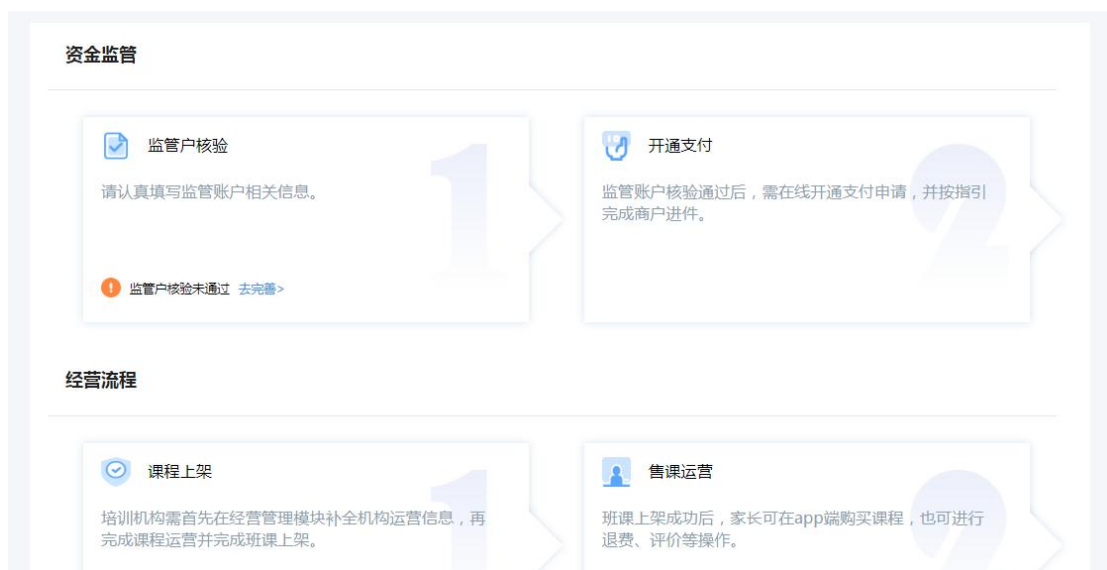 资金监管
监管户核验
请认真填写监管账户相关信息。
1
监管户核验未通过 去完善>
开通支付
监管账户核验通过后，需在线开通支付申请，并按指引
完成商户进件。
2
经营流程
课程上架
培训机构需首先在经营管理模块补全机构运营信息，再
完成课程运营并完成班课上架。
1
售课运营
班课上架成功后，家长可在app端购买课程，也可进行
退费、评价等操作。
2